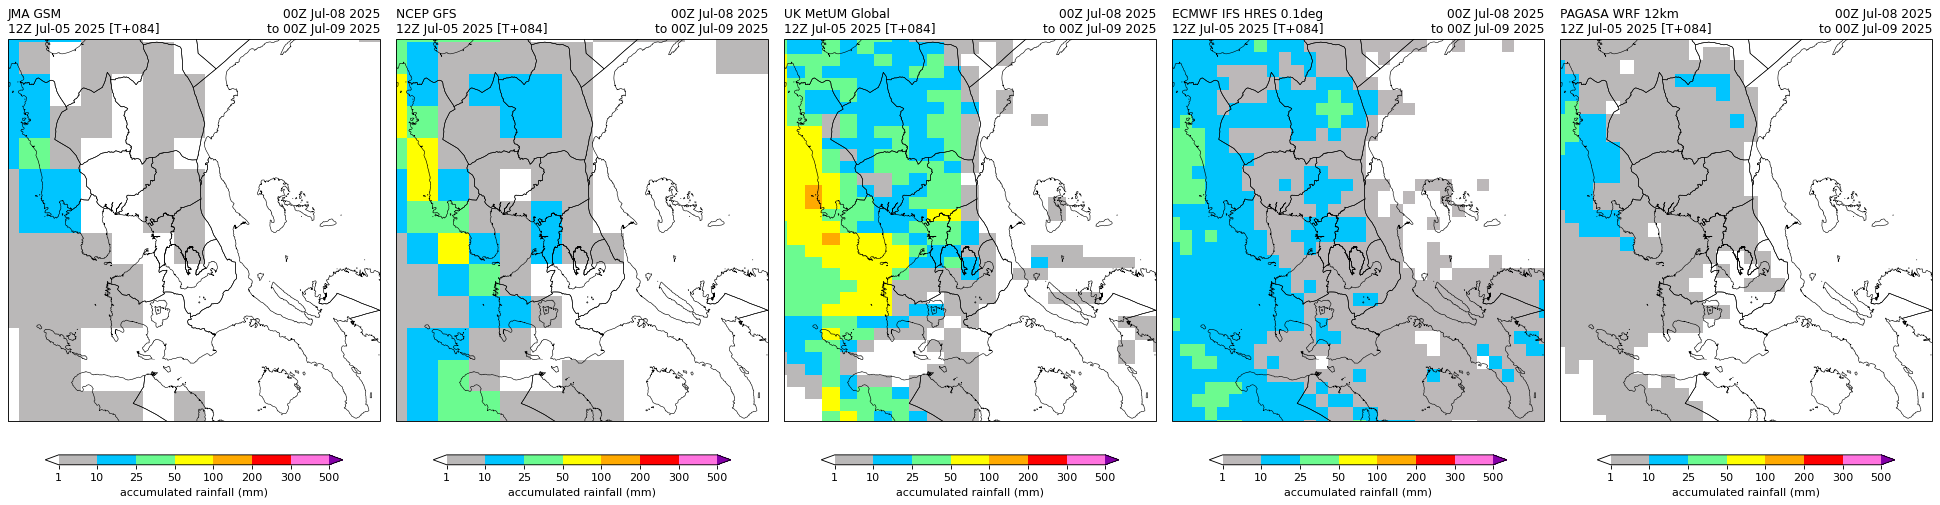 JMA GSM 00Z Jul-08 2025
12Z Jul-05 2025 [T+084] to 00Z Jul-09 2025
NCEP GFS 00Z Jul-08 2025
12Z Jul-05 2025 [T+084] to 00Z Jul-09 2025
UK MetUM Global 00Z Jul-08 2025
12Z Jul-05 2025 [T+084] to 00Z Jul-09 2025
ECMWF IFS HRES 0.1deg 00Z Jul-08 2025
12Z Jul-05 2025 [T+084] to 00Z Jul-09 2025
PAGASA WRF 12km 00Z Jul-08 2025
12Z Jul-05 2025 [T+084] to 00Z Jul-09 2025
1 10 25 50 100 200 300 500
accumulated rainfall (mm)
1 10 25 50 100 200 300 500
accumulated rainfall (mm)
1 10 25 50 100 200 300 500
accumulated rainfall (mm)
1 10 25 50 100 200 300 500
accumulated rainfall (mm)
1 10 25 50 100 200 300 500
accumulated rainfall (mm)